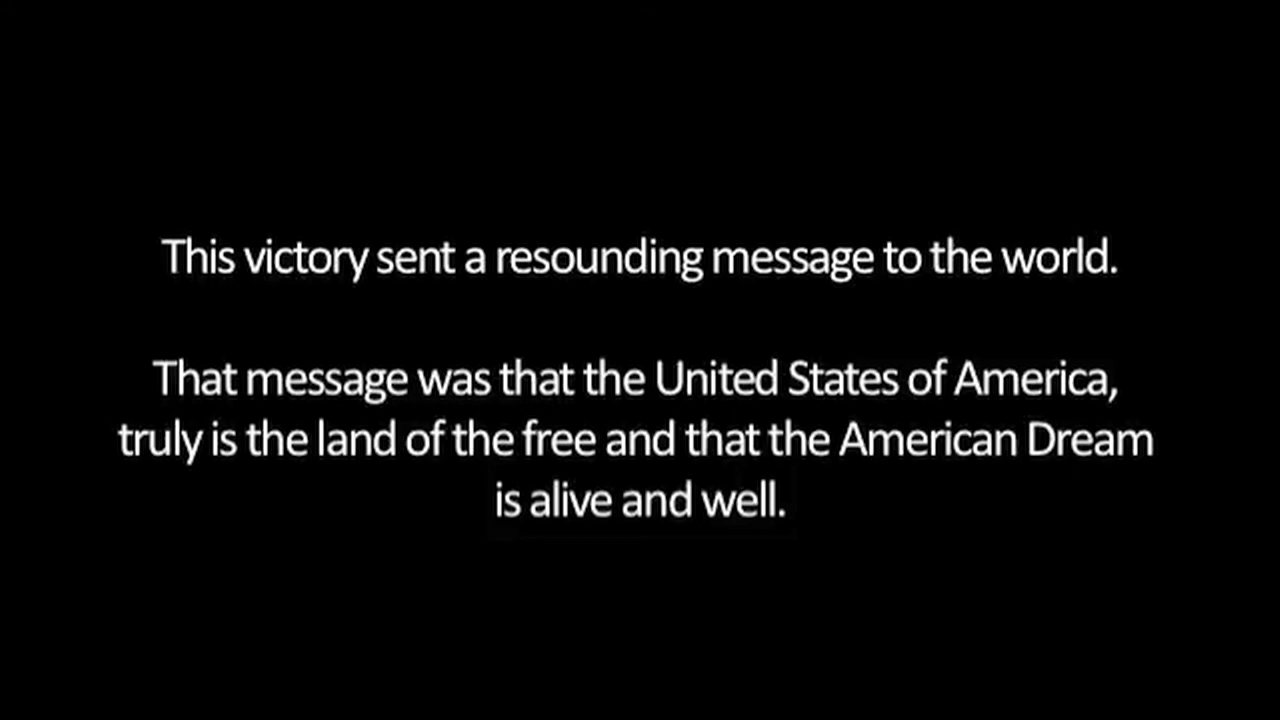 This victory sent a resounding message to the world.
That message was that the United States of America,
truly is the land of the free and that the American Dream
is alive and well.